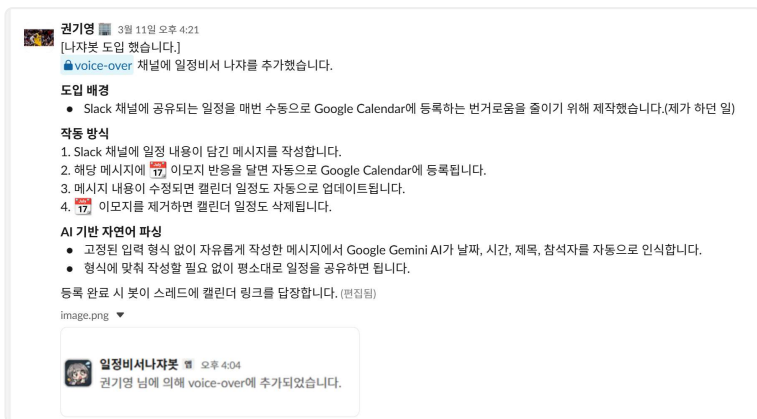 권기영 3월 11일 오후 4:21
[나쟈봇 도입 했습니다.]
voice-over 채널에 일정비서 나쟈를 추가했습니다.
도입 배경
● Slack 채널에 공유되는 일정을 매번 수동으로 Google Calendar에 등록하는 번거로움을 줄이기 위해 제작했습니다.(제가 하던 일)
작동 방식
1. Slack 채널에 일정 내용이 담긴 메시지를 작성합니다.
2. 해당 메시지에 📆 이모지 반응을 달면 자동으로 Google Calendar에 등록됩니다.
3. 메시지 내용이 수정되면 캘린더 일정도 자동으로 업데이트됩니다.
4. 📆 이모지를 제거하면 캘린더 일정도 삭제됩니다.
AI 기반 자연어 파싱
● 고정된 입력 형식 없이 자유롭게 작성한 메시지에서 Google Gemini AI가 날짜, 시간, 제목, 참석자를 자동으로 인식합니다.
● 형식에 맞춰 작성할 필요 없이 평소대로 일정을 공유하면 됩니다.
등록 완료 시 봇이 스레드에 캘린더 링크를 답장합니다. (편집됨)
image.png ▼
일정비서나쟈봇 앱 오후 4:04
권기영 님에 의해 voice-over에 추가되었습니다.